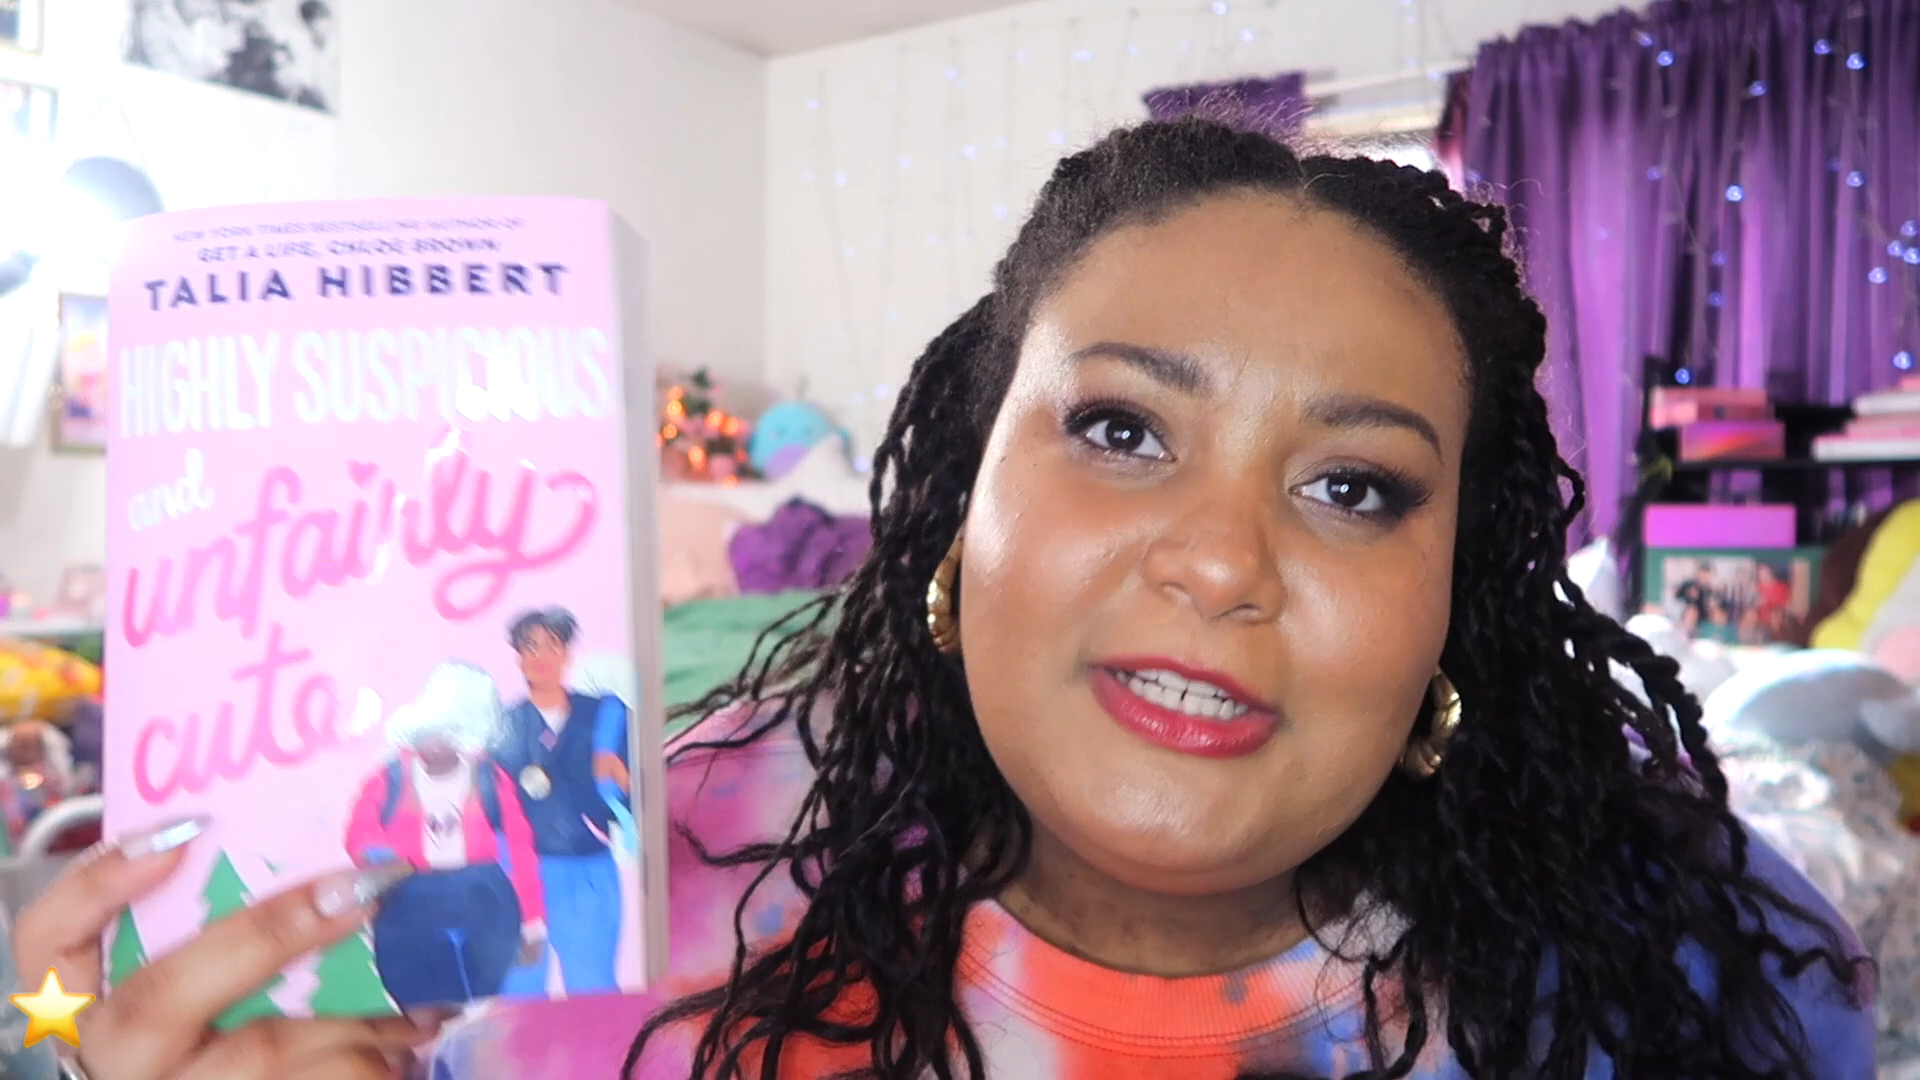 NEW YORK TIMES BESTSELLING AUTHOR OF
GET A LIFE, CHLOE BROWN
TALIA HIBBERT
HIGHLY SUSPICIOUS
and
unfairly
cute